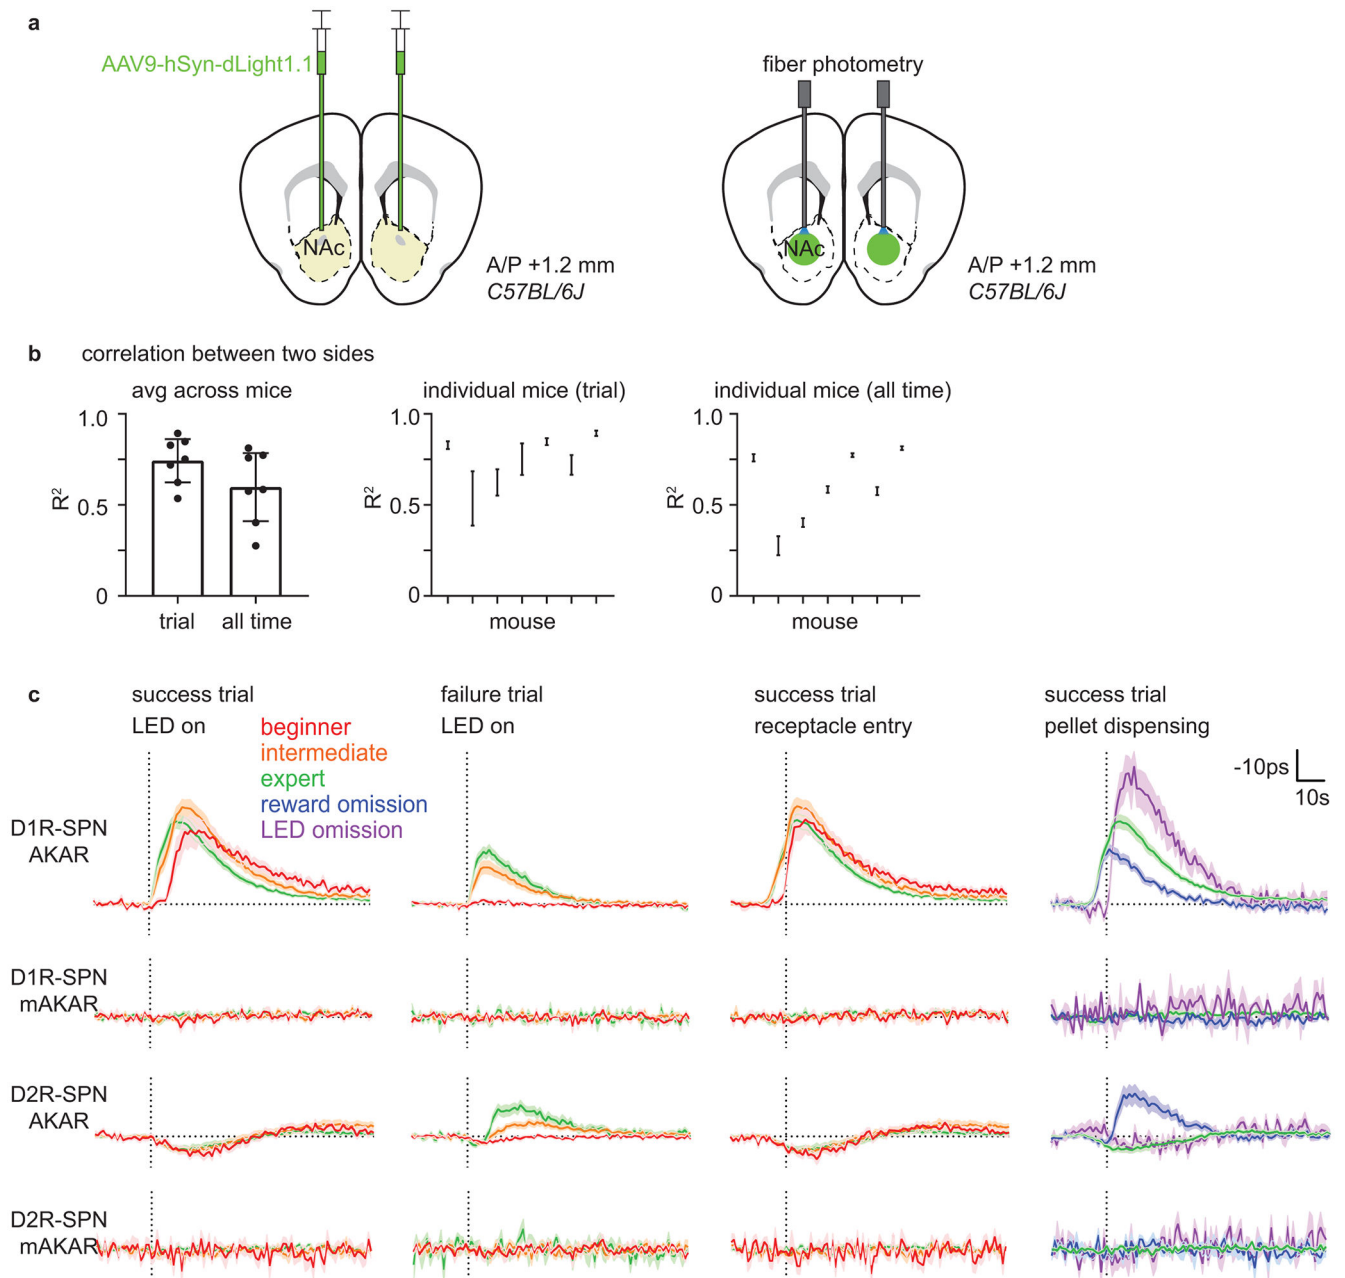 a
AAV9-hSyn-dLight1.1
fiber photometry
NAc
NAc
A/P +1.2 mm
C57BL/6J
A/P +1.2 mm
C57BL/6J
b correlation between two sides
avg across mice
individual mice (trial)
individual mice (all time)
1.0
0.5
0
R²
trial all time
1.0
0.5
0
R²
mouse
1.0
0.5
0
R²
mouse
c
success trial
LED on
failure trial
LED on
success trial
receptacle entry
success trial
pellet dispensing
beginner
intermediate
expert
reward omission
LED omission
-10ps
10s
D1R-SPN
AKAR
D1R-SPN
mAKAR
D2R-SPN
AKAR
D2R-SPN
mAKAR